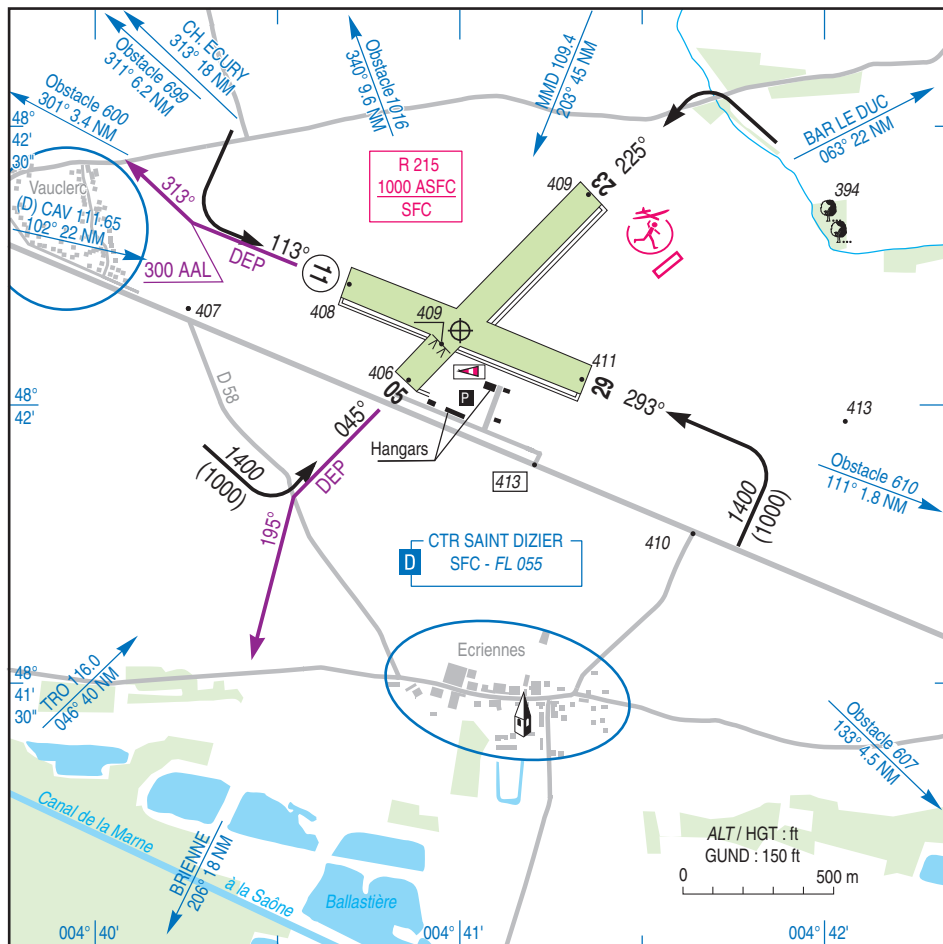 CH. ECURY
313° 18 NM
Obstacle 699
311° 6.2 NM
Obstacle 600
301° 3.4 NM
Obstacle 1016
340° 9.6 NM
MMD 109.4
203° 45 NM
BAR LE DUC
063° 22 NM
48°
42'
30"
Vauclerc
(D) CAV 111.65
102° 22 NM
R 215
1000 ASFC
SFC
313°
DEP
300 AAL
113°
11
409
23
225°
394
407
408
409
406
05
045°
DEP
P
411
29
293°
413
48°
42'
D 58
Hangars
1400
(1000)
413
1400
(1000)
Obstacle 610
111° 1.8 NM
410
195°
D
CTR SAINT DIZIER
SFC - FL 055
Ecriennes
48°
41'
30"
TRO 116.0
046° 40 NM
Obstacle 607
133° 4.5 NM
Canal de la Marne
à la Saône
BRIENNE
206° 18 NM
Ballastière
ALT / HGT : ft
GUND : 150 ft
0 500 m
004° 40'
004° 41'
004° 42'